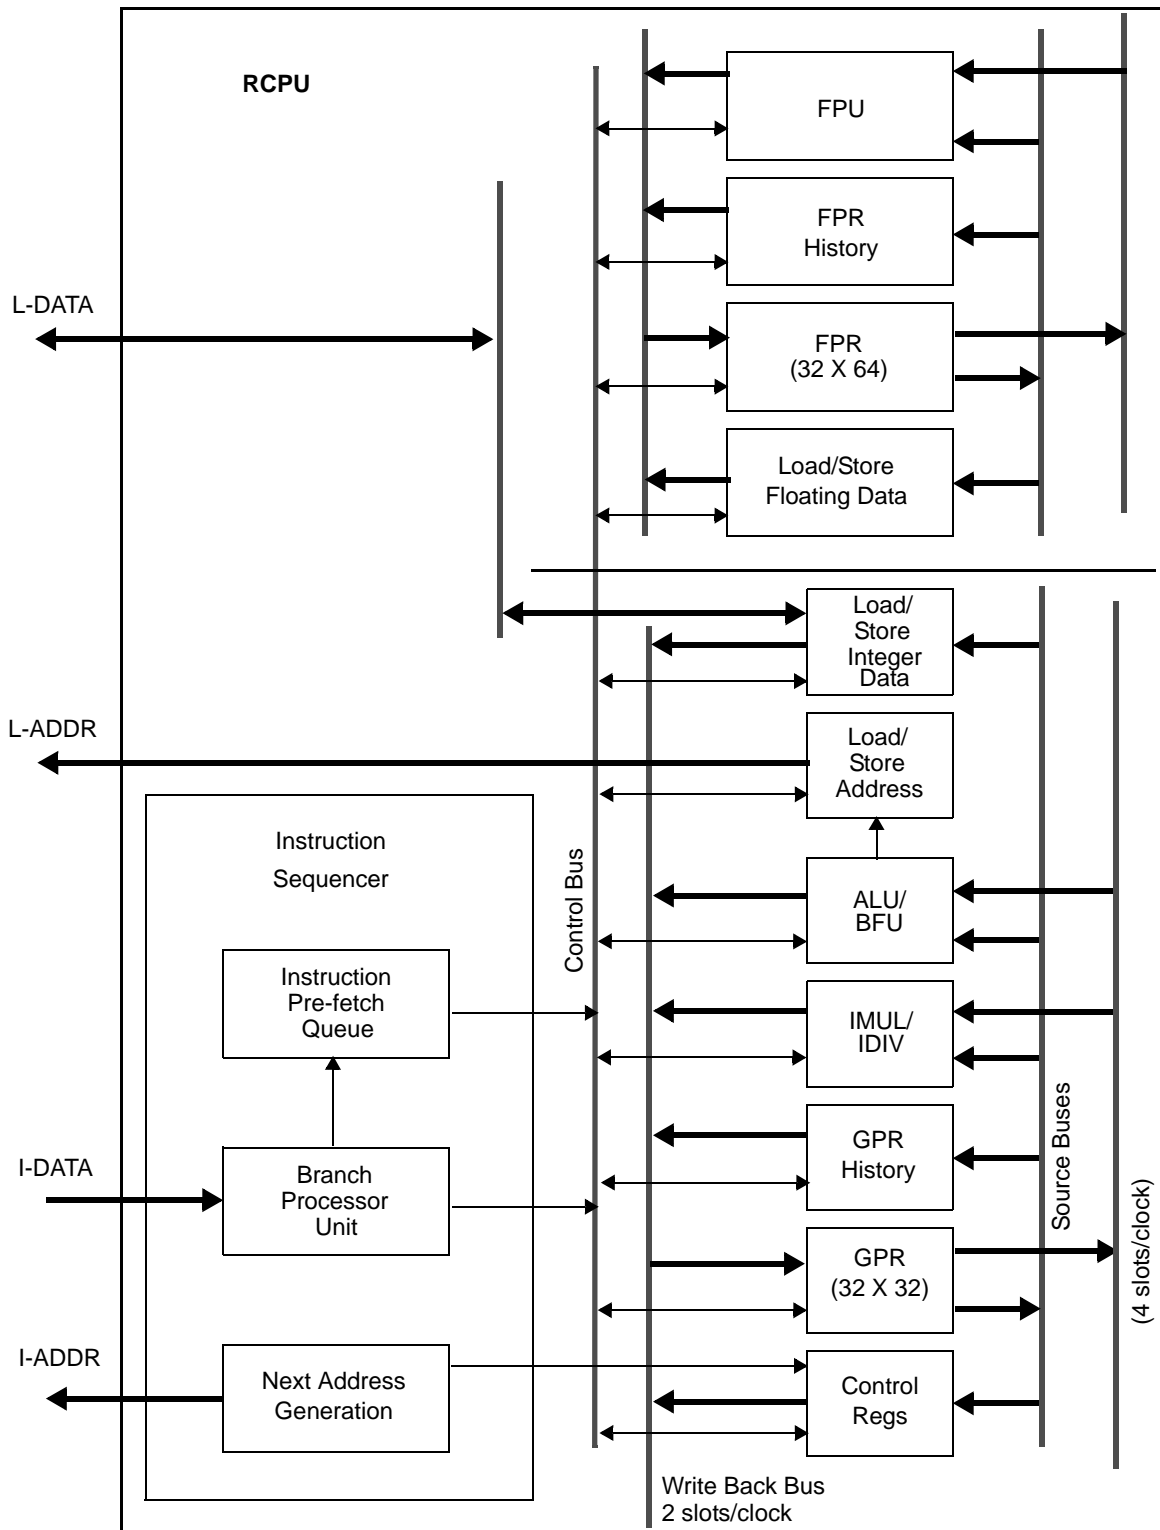 RCPU
FPU
FPR
History
L-DATA
FPR
(32 X 64)
Load/Store
Floating Data
Load/
Store
Integer
Data
L-ADDR
Load/
Store
Address
Instruction
Sequencer
Control Bus
ALU/
BFU
Instruction
Pre-fetch
Queue
IMUL/
IDIV
Source Buses
(4 slots/clock)
I-DATA
Branch
Processor
Unit
GPR
History
GPR
(32 X 32)
I-ADDR
Next Address
Generation
Control
Regs
Write Back Bus
2 slots/clock